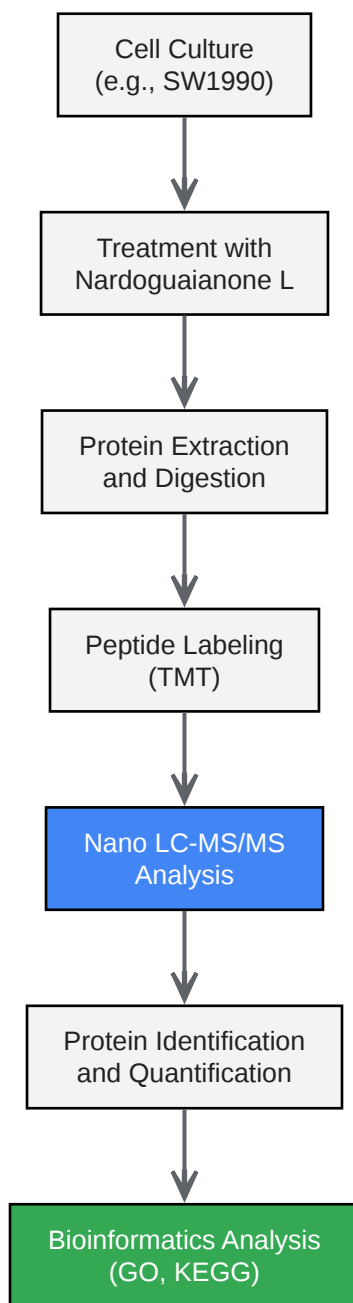 Cell Culture
(e.g., SW1990)
Treatment with
Nardoguaianone L
Protein Extraction
and Digestion
Peptide Labeling
(TMT)
Nano LC-MS/MS
Analysis
Protein Identification
and Quantification
Bioinformatics Analysis
(GO, KEGG)